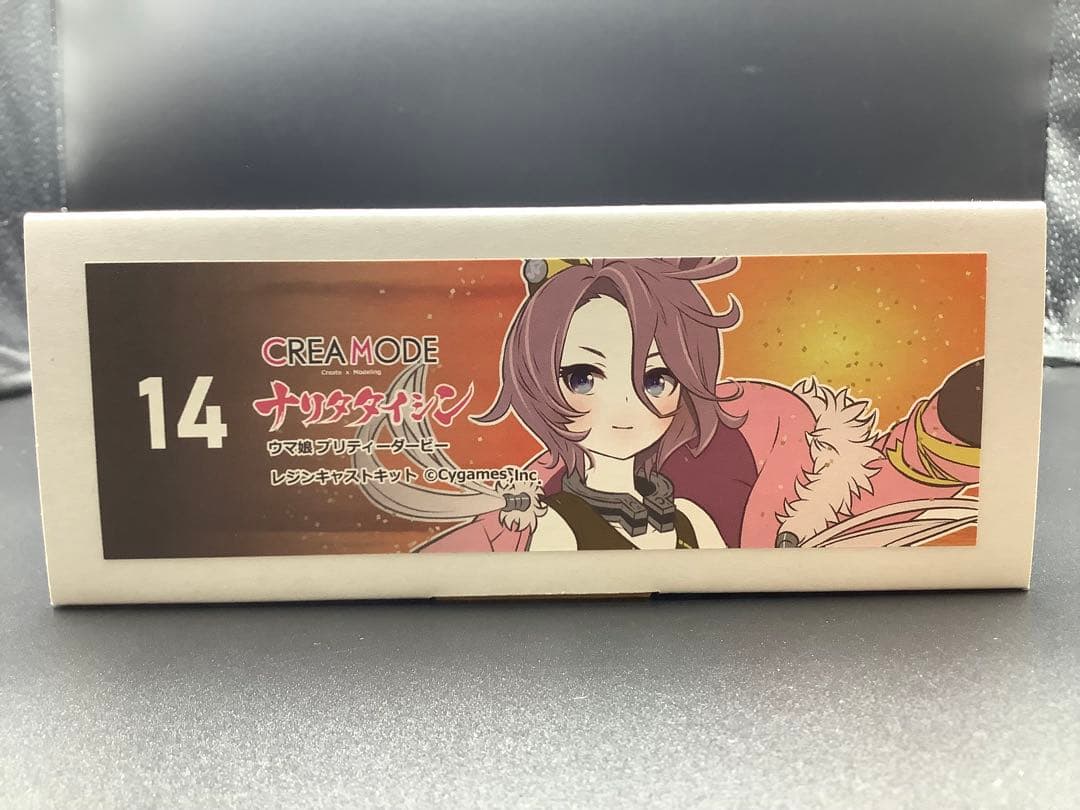 14
CREA MODE
Create x Modeling
ナリタタイシン
ウマ娘 プリティーダービー
レジンキャストキット ©Cygames, Inc.